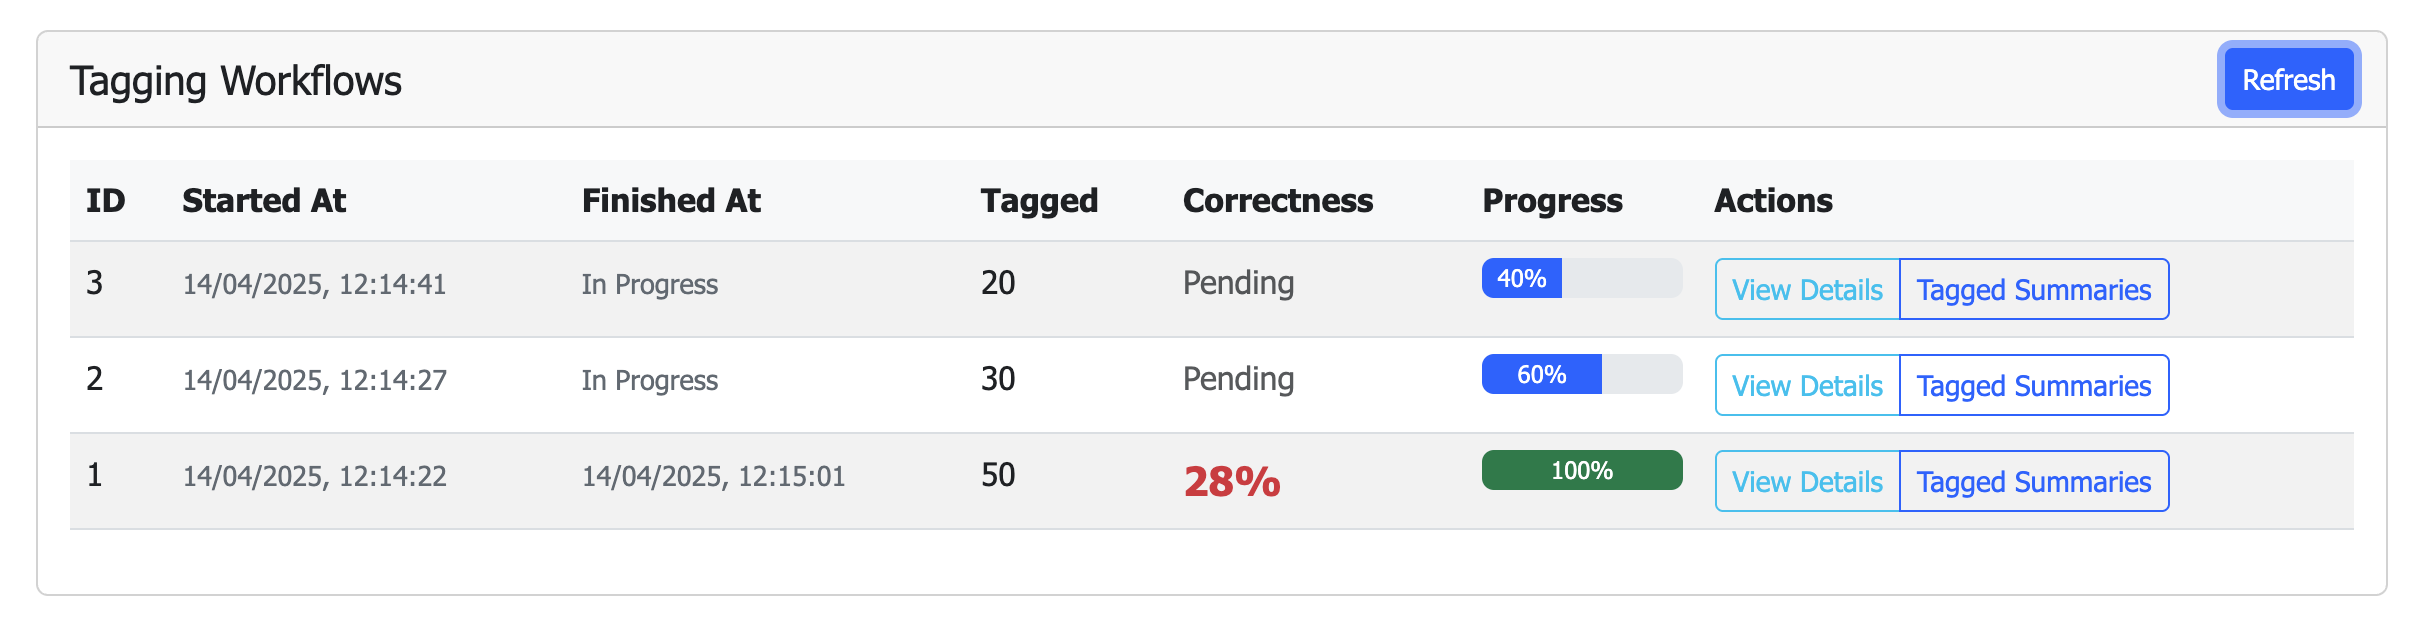 Tagging Workflows Refresh
ID Started At Finished At Tagged Correctness Progress Actions
3 14/04/2025, 12:14:41 In Progress 20 Pending 40% View Details Tagged Summaries
2 14/04/2025, 12:14:27 In Progress 30 Pending 60% View Details Tagged Summaries
1 14/04/2025, 12:14:22 14/04/2025, 12:15:01 50 28% 100% View Details Tagged Summaries